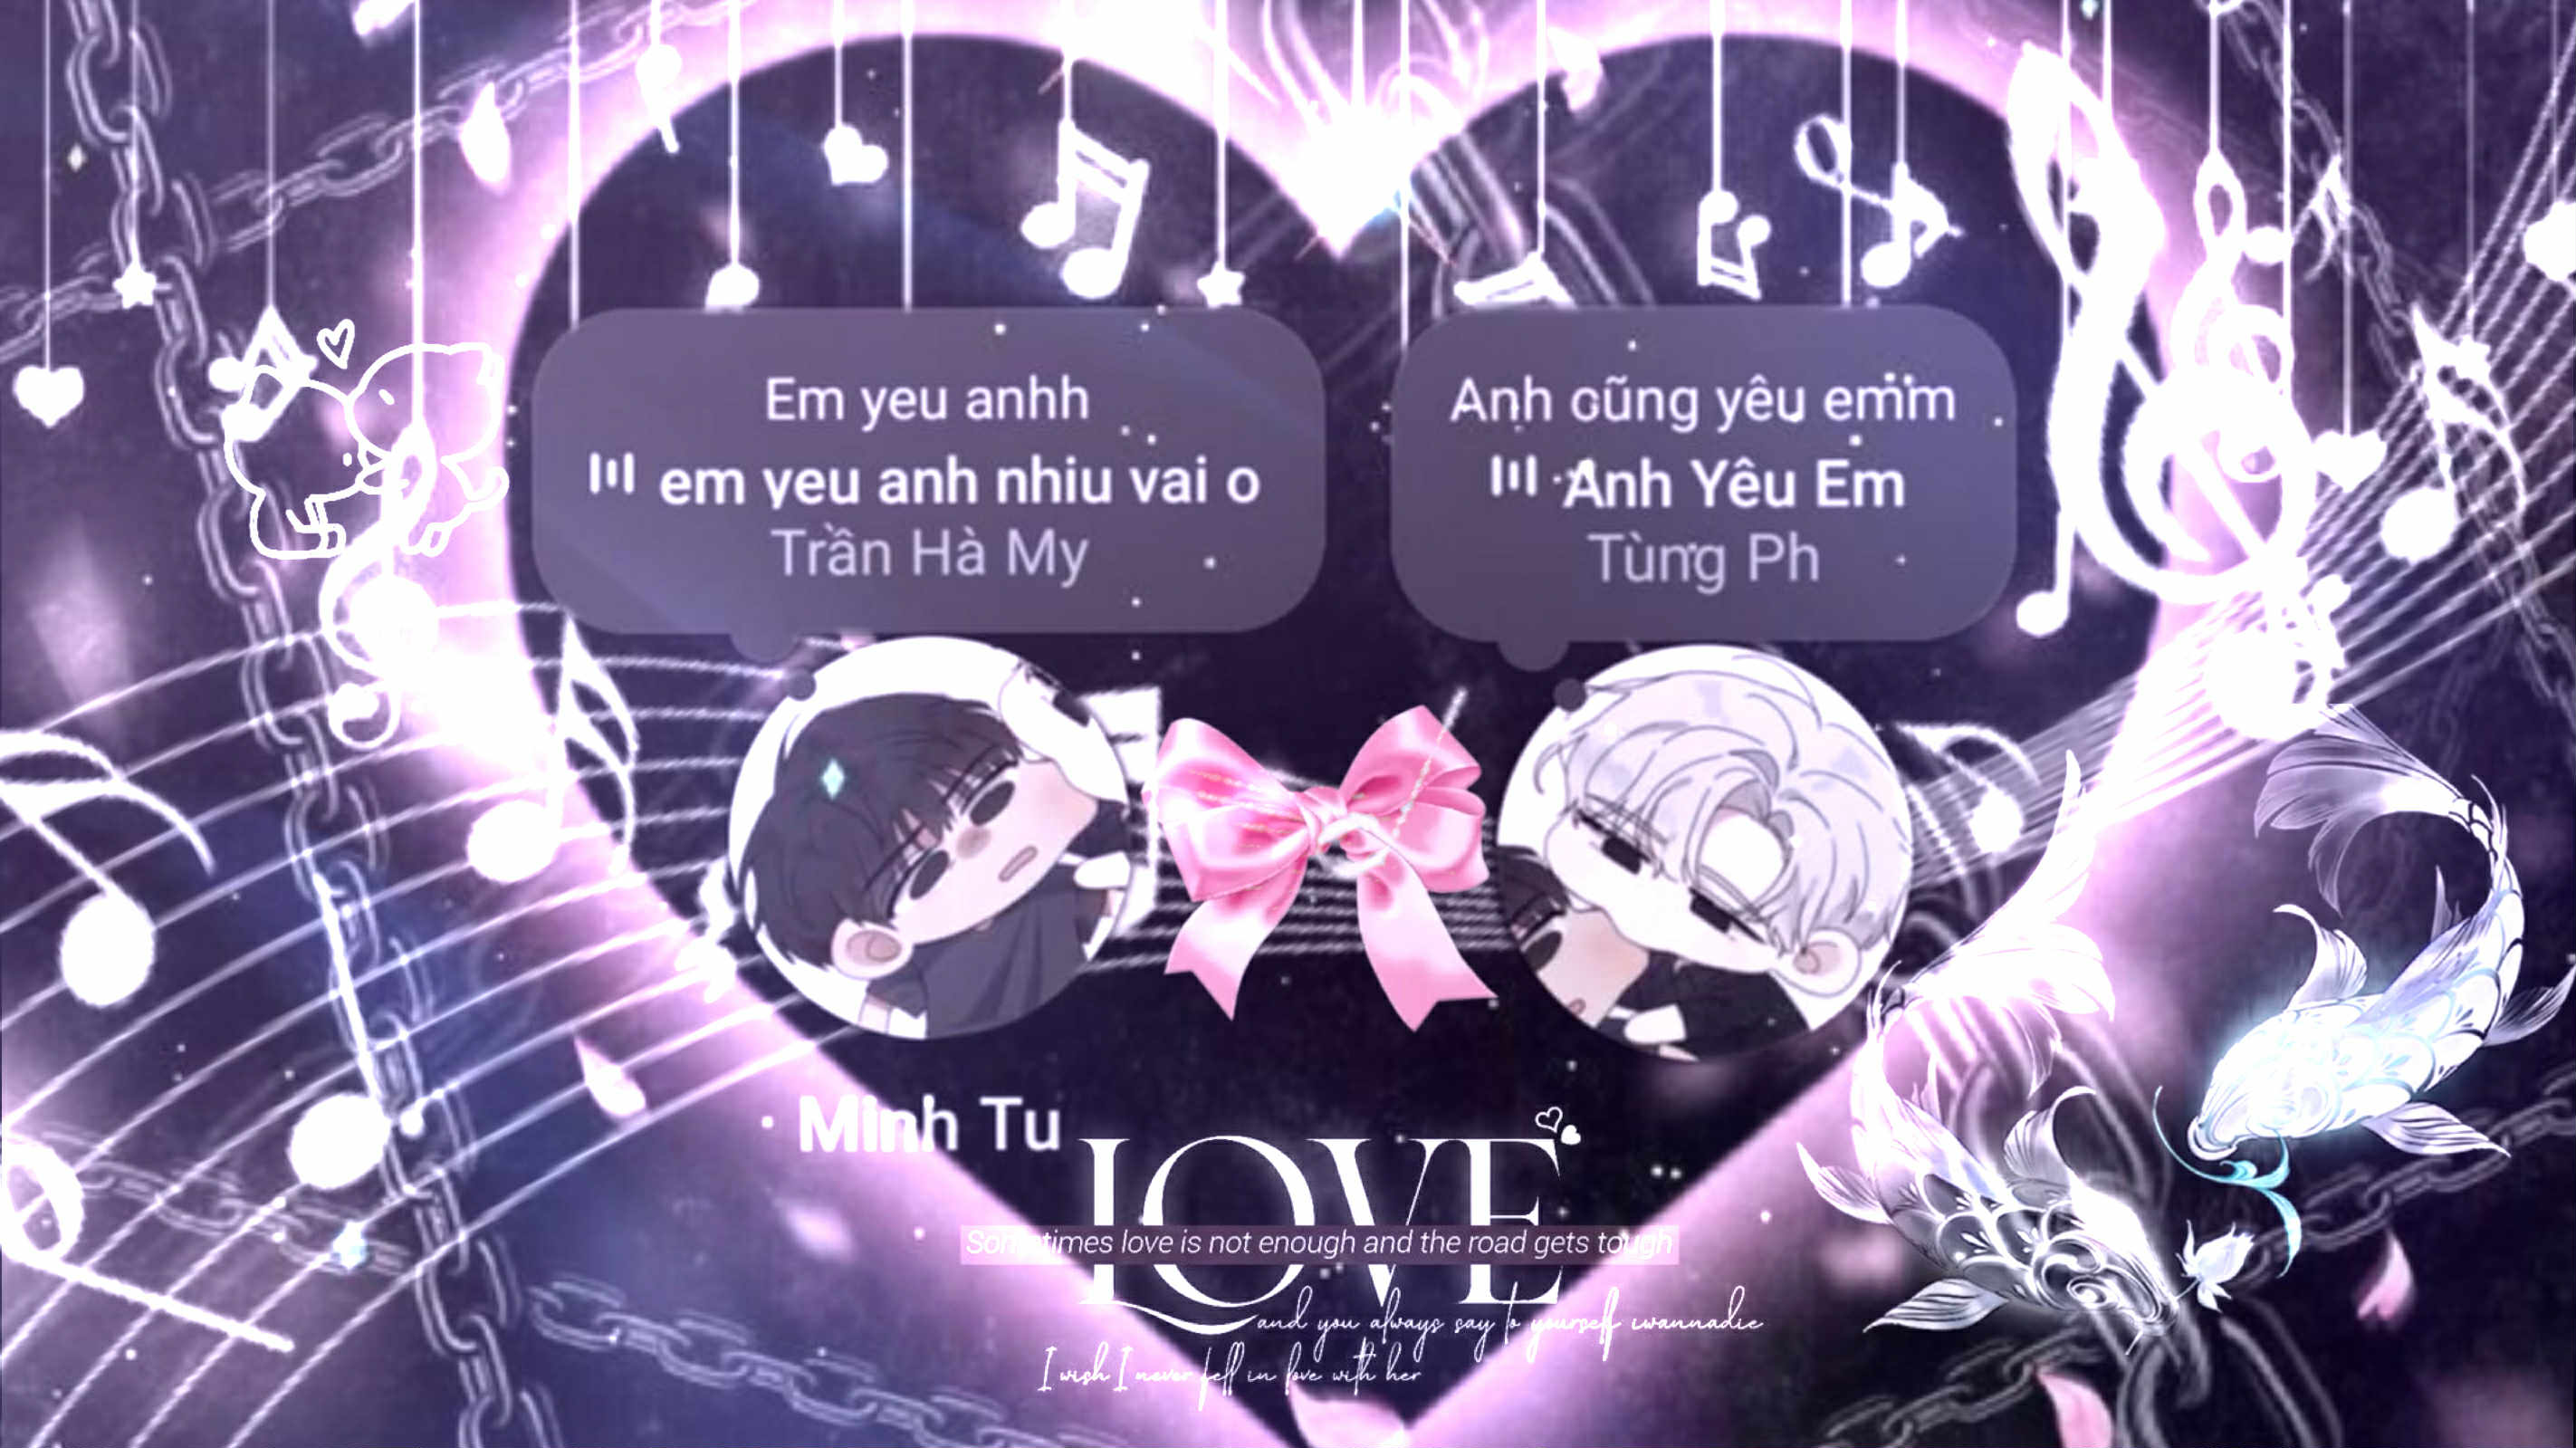 Em yeu anhh
em yeu anh nhiu vai o
Trần Hà My
Anh cũng yêu emm
Anh Yêu Em
Tùng Ph
Minh Tu
LOVE
Sometimes love is not enough and the road gets tough
and you always say to yourself iwannadie
I wish I never fell in love with her